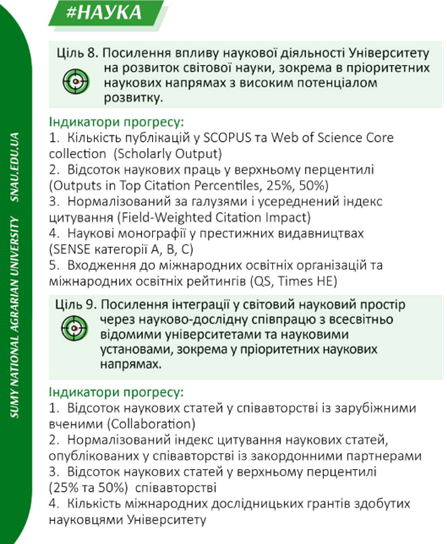 #НАУКА
Ціль 8. Посилення впливу наукової діяльності Університету
на розвиток світової науки, зокрема в пріоритетних
наукових напрямах з високим потенціалом
розвитку.
Індикатори прогресу:
1. Кількість публікацій у SCOPUS та Web of Science Core
collection (Scholarly Output)
2. Відсоток наукових праць у верхньому перцентилі
(Outputs in Top Citation Percentiles, 25%, 50%)
3. Нормалізований за галузями і усереднений індекс
цитування (Field-Weighted Citation Impact)
4. Наукові монографії у престижних видавництвах
(SENSE категорії А, В, С)
5. Входження до міжнародних освітніх організацій та
міжнародних освітніх рейтингів (QS, Times HE)
Ціль 9. Посилення інтеграції у світовий науковий простір
через науково-дослідну співпрацю з всесвітньо
відомими університетами та науковими
установами, зокрема у пріоритетних наукових
напрямах.
Індикатори прогресу:
1. Відсоток наукових статей у співавторстві із зарубіжними
вченими (Collaboration)
2. Нормалізований індекс цитування наукових статей,
опублікованих у співавторстві із закордонними партнерами
3. Відсоток наукових статей у верхньому перцентилі
(25% та 50%) співавторстві
4. Кількість міжнародних дослідницьких грантів здобутих
науковцями Університету
SUMY NATIONAL AGRARIAN UNIVERSITY SNAU.EDU.UA